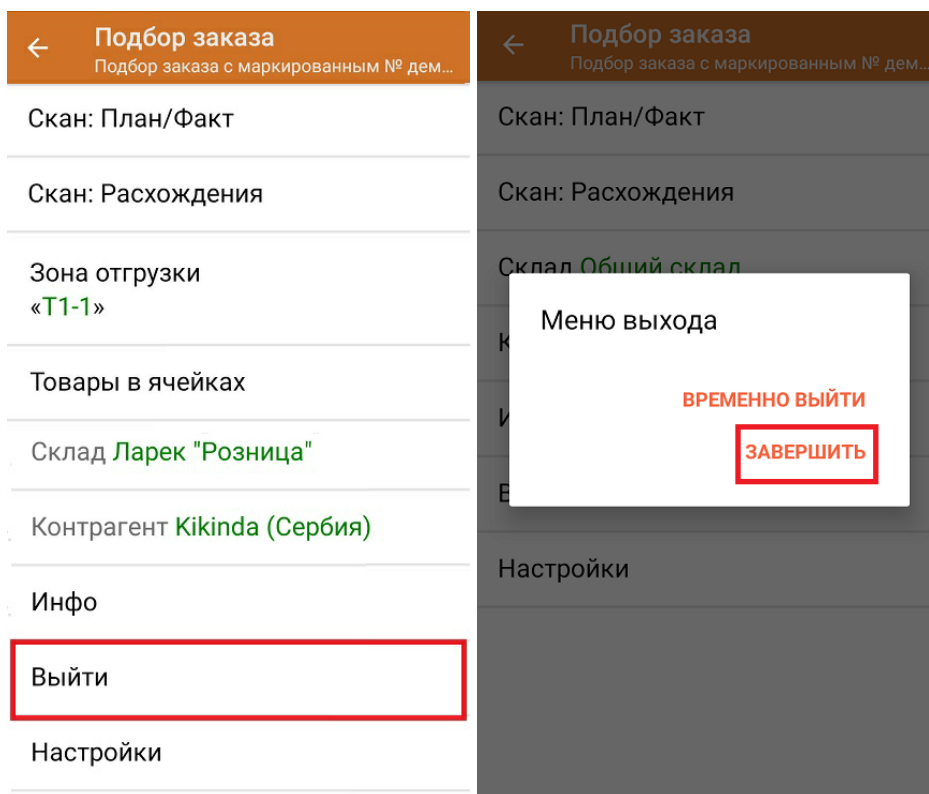 Подбор заказа
Подбор заказа с маркированным № дем...
Скан: План/Факт
Скан: Расхождения
Зона отгрузки
«Т1-1»
Товары в ячейках
Склад Ларек "Розница"
Контрагент Kikinda (Сербия)
Инфо
Выйти
Настройки
Подбор заказа
Подбор заказа с маркированным № дем...
Скан: План/Факт
Скан: Расхождения
Склад Общий склад
Меню выхода
ВРЕМЕННО ВЫЙТИ
ЗАВЕРШИТЬ
Настройки